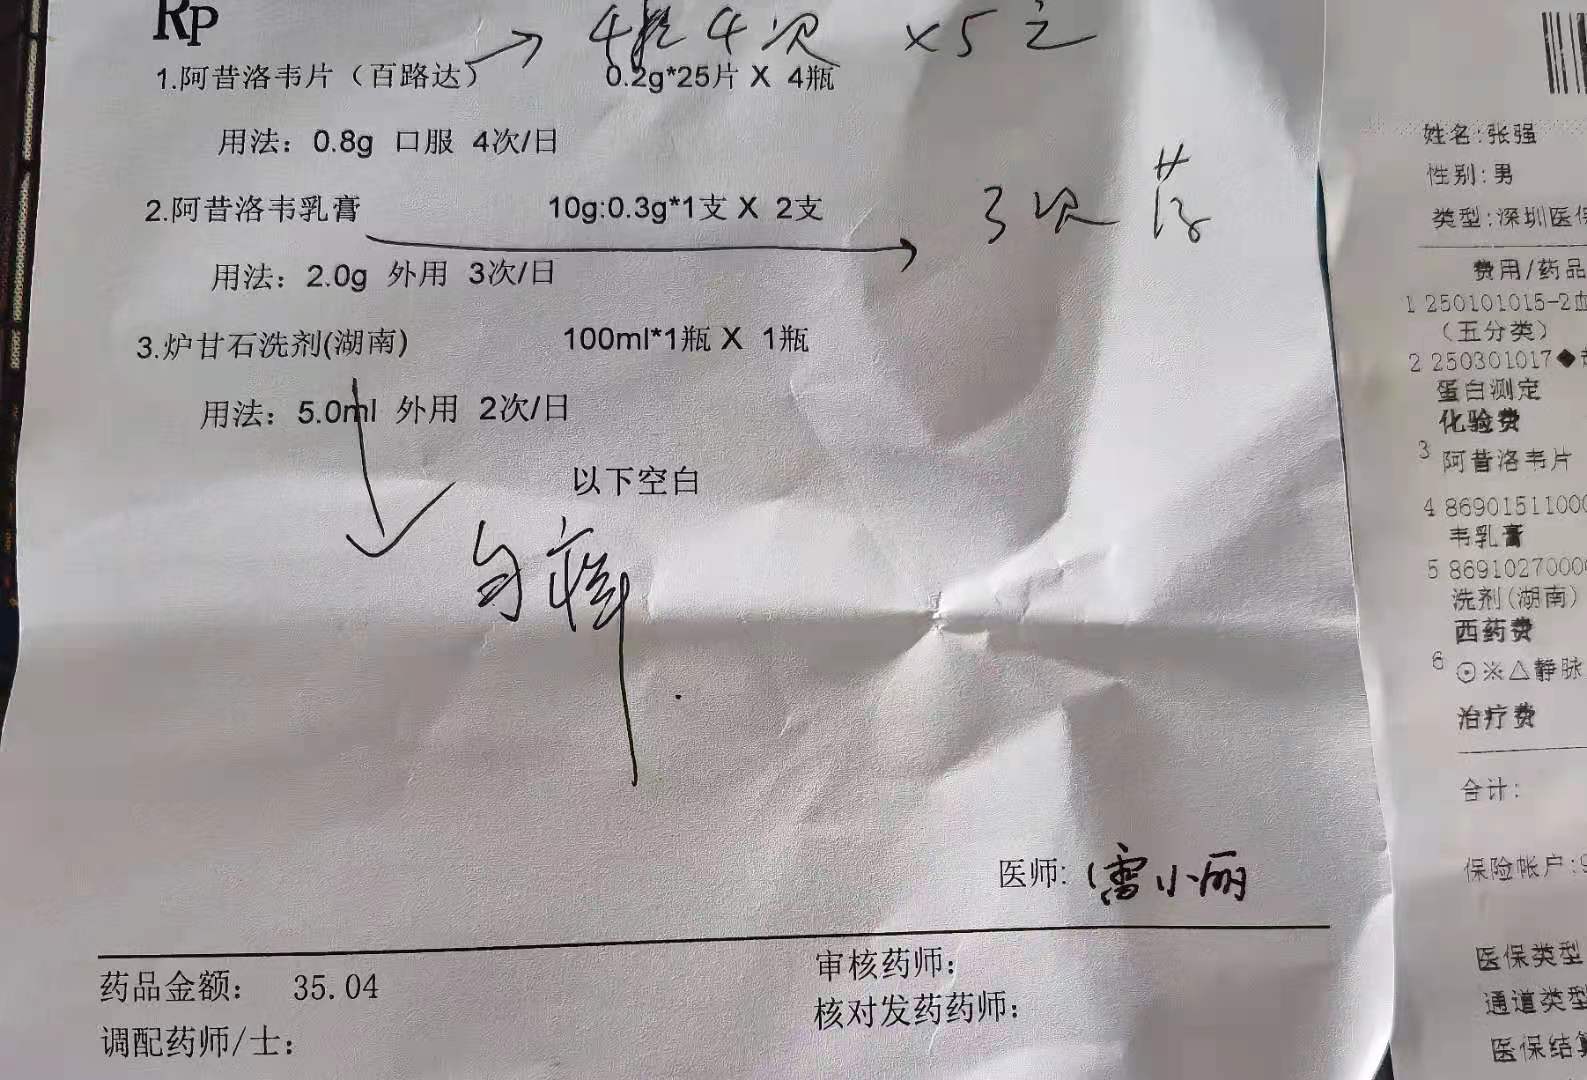 Rp
4粒 4次 ×5天
1.阿昔洛韦片（百路达） 0.2g*25片 X 4瓶
用法：0.8g 口服 4次/日
2.阿昔洛韦乳膏 10g:0.3g*1支 X 2支
3次
用法：2.0g 外用 3次/日
3.炉甘石洗剂(湖南) 100ml*1瓶 X 1瓶
用法：5.0ml 外用 2次/日
以下空白
医师: 雷小丽
药品金额： 35.04
审核药师：
调配药师/士：
核对发药药师：
姓名:张强
性别:男
类型:深圳医保
费用/药品
1 250101015-2血
（五分类）
2 250301017◆
蛋白测定
化验费
3 阿昔洛韦片
4 86901511000
韦乳膏
5 8691027000
洗剂(湖南)
西药费
6 ⊙※△静脉
治疗费
合计:
保险帐户:9
医保类型
通道类型
医保结算